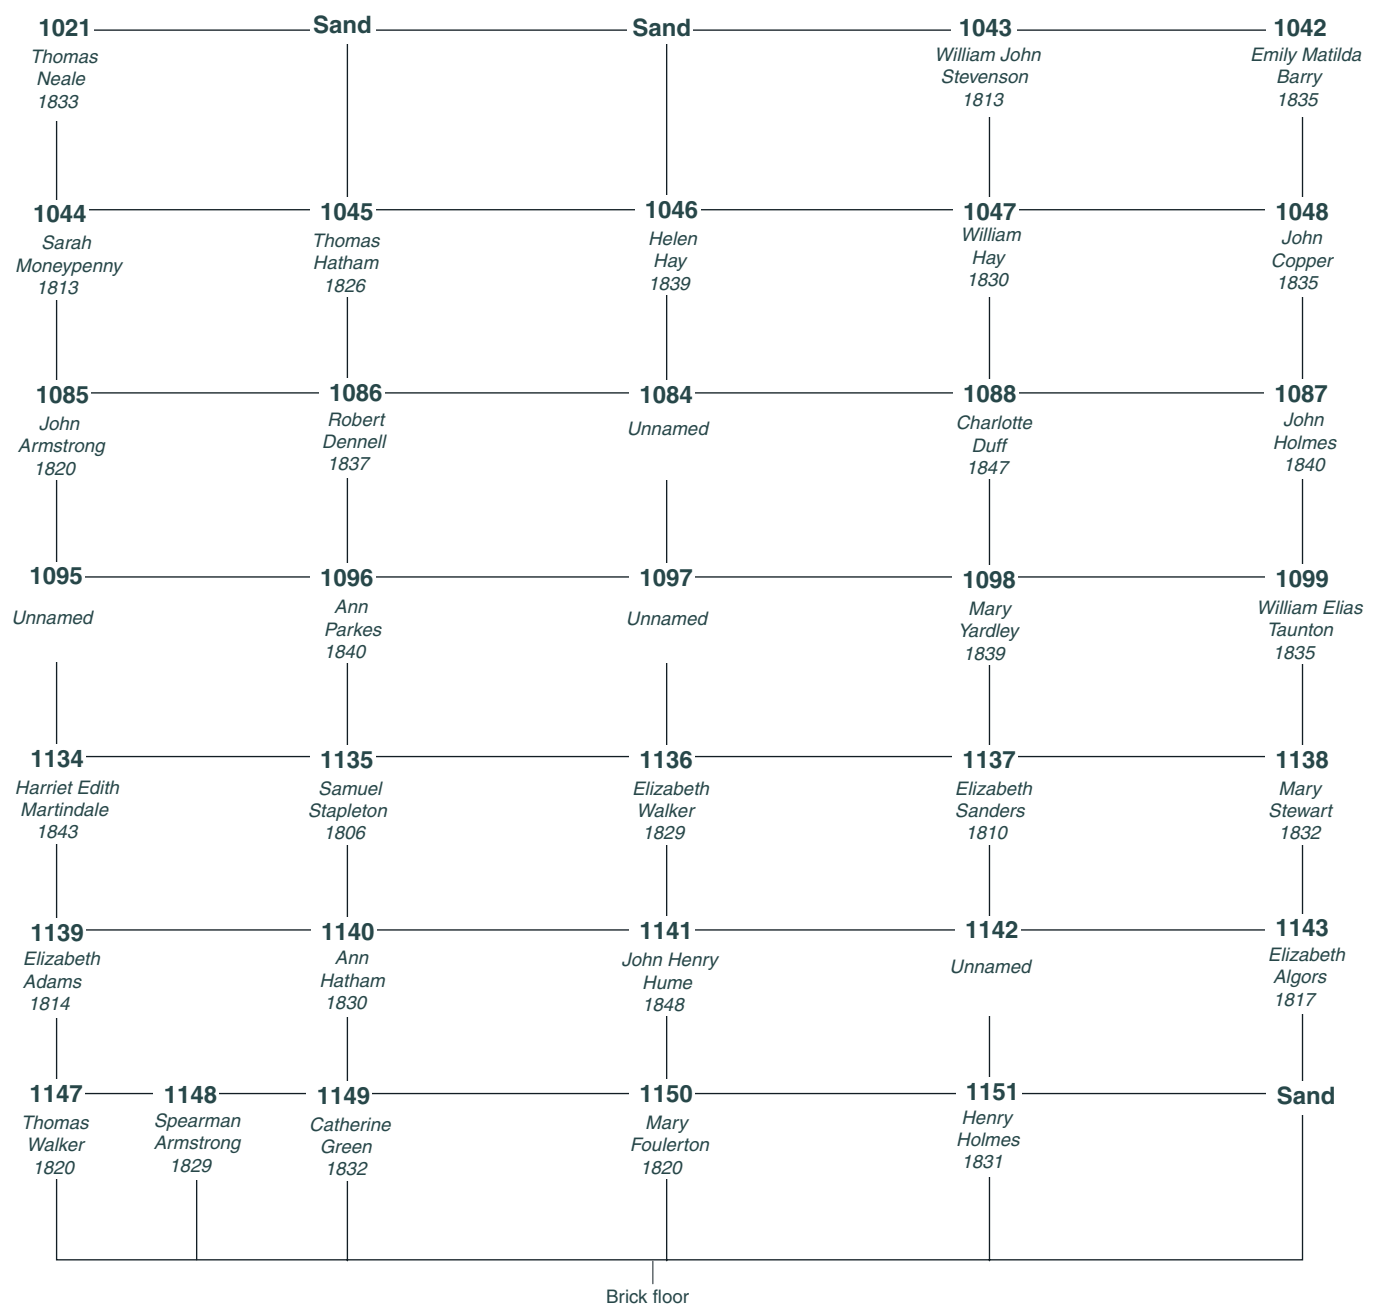 1021 Sand Sand 1043 1042
Thomas William John Emily Matilda
Neale Stevenson Barry
1833 1813 1835
1044 1045 1046 1047 1048
Sarah Thomas Helen William John
Moneypenny Hatham Hay Hay Copper
1813 1826 1839 1830 1835
1085 1086 1084 1088 1087
John Robert Unnamed Charlotte John
Armstrong Dennell Duff Holmes
1820 1837 1847 1840
1095 1096 1097 1098 1099
Unnamed Ann Unnamed Mary William Elias
Parkes Yardley Taunton
1840 1839 1835
1134 1135 1136 1137 1138
Harriet Edith Samuel Elizabeth Elizabeth Mary
Martindale Stapleton Walker Sanders Stewart
1843 1806 1829 1810 1832
1139 1140 1141 1142 1143
Elizabeth Ann John Henry Unnamed Elizabeth
Adams Hatham Hume Algors
1814 1830 1848 1817
1147 1148 1149 1150 1151 Sand
Thomas Spearman Catherine Mary Henry
Walker Armstrong Green Foulerton Holmes
1820 1829 1832 1820 1831
Brick floor